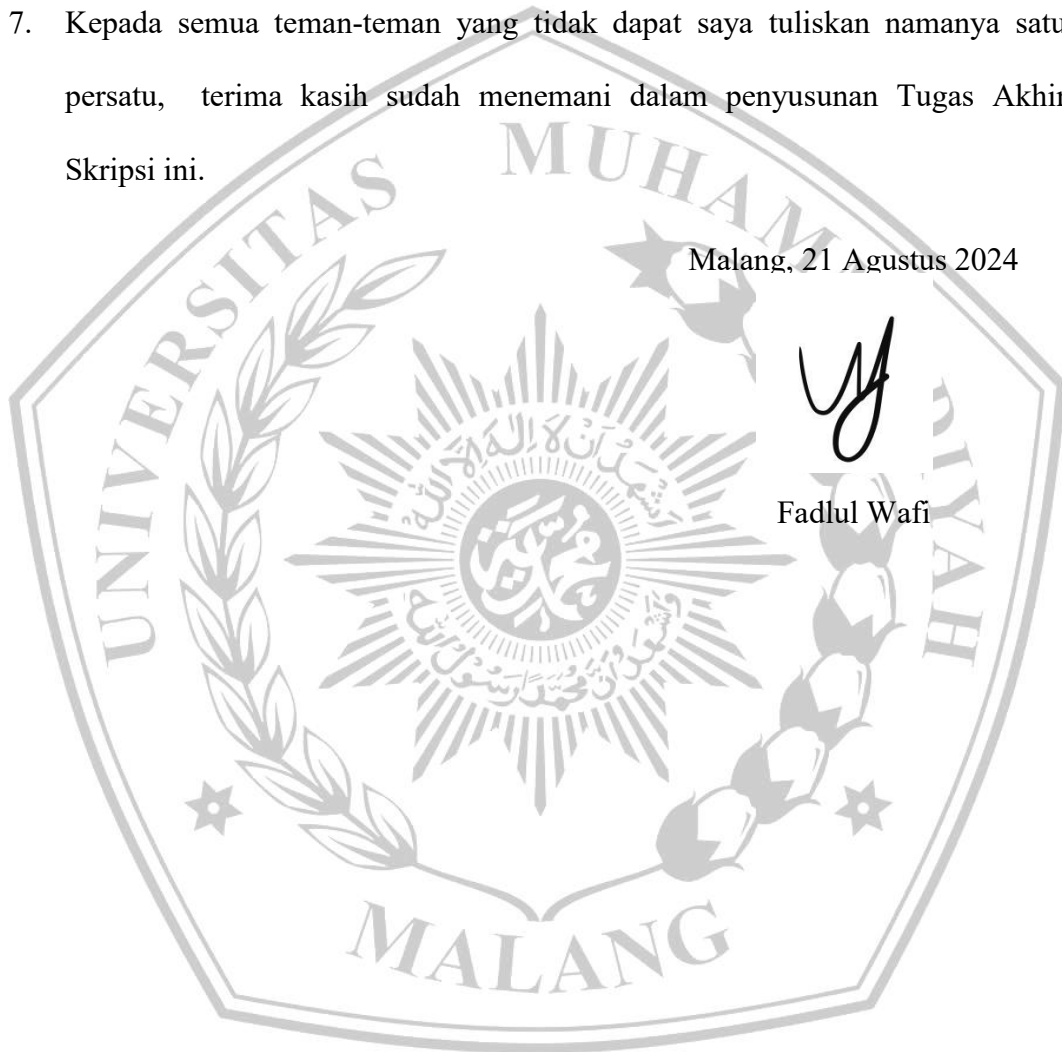 7. Kepada semua teman-teman yang tidak dapat saya tuliskan namanya satu
persatu, terima kasih sudah menemani dalam penyusunan Tugas Akhir
Skripsi ini.
Malang, 21 Agustus 2024
Fadlul Wafi
UNIVERSITAS MUHAM DIYAH
MALANG